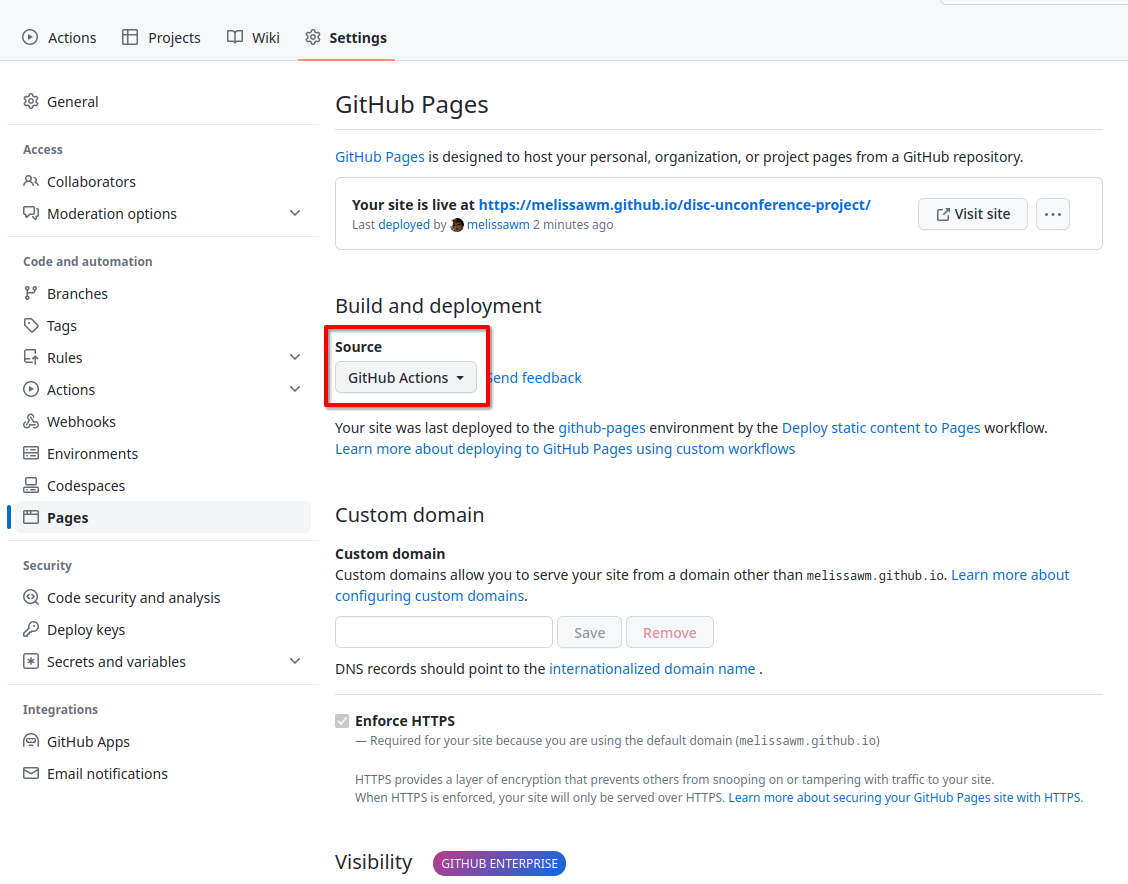 Actions Projects Wiki Settings
General
Access
Collaborators
Moderation options
Code and automation
Branches
Tags
Rules
Actions
Webhooks
Environments
Codespaces
Pages
Security
Code security and analysis
Deploy keys
Secrets and variables
Integrations
GitHub Apps
Email notifications
GitHub Pages
GitHub Pages is designed to host your personal, organization, or project pages from a GitHub repository.
Your site is live at https://melissawm.github.io/disc-unconference-project/
Last deployed by melissawm 2 minutes ago
Visit site
Build and deployment
Source
GitHub Actions Send feedback
Your site was last deployed to the github-pages environment by the Deploy static content to Pages workflow.
Learn more about deploying to GitHub Pages using custom workflows
Custom domain
Custom domain
Custom domains allow you to serve your site from a domain other than melissawm.github.io. Learn more about
configuring custom domains.
Save Remove
DNS records should point to the internationalized domain name .
Enforce HTTPS
— Required for your site because you are using the default domain (melissawm.github.io)
HTTPS provides a layer of encryption that prevents others from snooping on or tampering with traffic to your site.
When HTTPS is enforced, your site will only be served over HTTPS. Learn more about securing your GitHub Pages site with HTTPS.
Visibility GITHUB ENTERPRISE